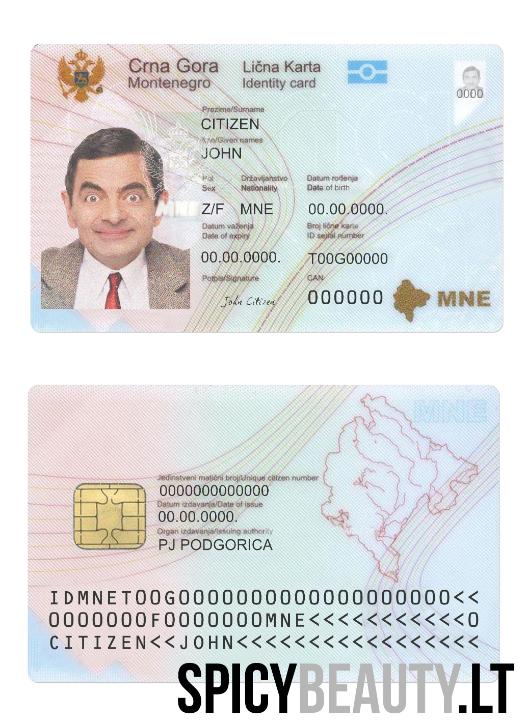 Crna Gora
Montenegro
Lična Karta
Identity card
0000
Prezime/Surname
CITIZEN
Ime/Given names
JOHN
Pol
Sex
Državljanstvo
Nationality
Datum rođenja
Date of birth
Z/F MNE 00.00.0000.
Datum važenja
Date of expiry
Broj lične karte
ID serial number
00.00.0000. T00G00000
Potpis/Signature
CAN
John Citizen
000000
MNE
MNE
Jedinstveni matični broj/Unique citizen number
0000000000000
Datum izdavanja/Date of issue
00.00.0000.
Organ izdavanja/Issuing authority
PJ PODGORICA
IDMNET00G000000000000000000000<<
0000000F0000000MNE<<<<<<<<<<<0
CITIZEN<<JOHN<<<<<<<<<<<<<<<<<
SPICYBEAUTY.LT